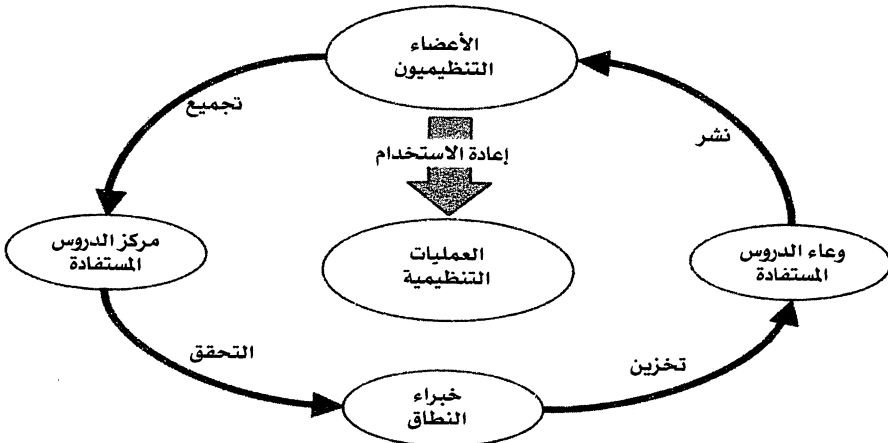 الأعضاء
التنظيميون
تجميع
نشر
إعادة الاستخدام
مركز الدروس
المستفادة
العمليات
التنظيمية
وعاء الدروس
المستفادة
التحقق
تخزين
خبراء
النطاق